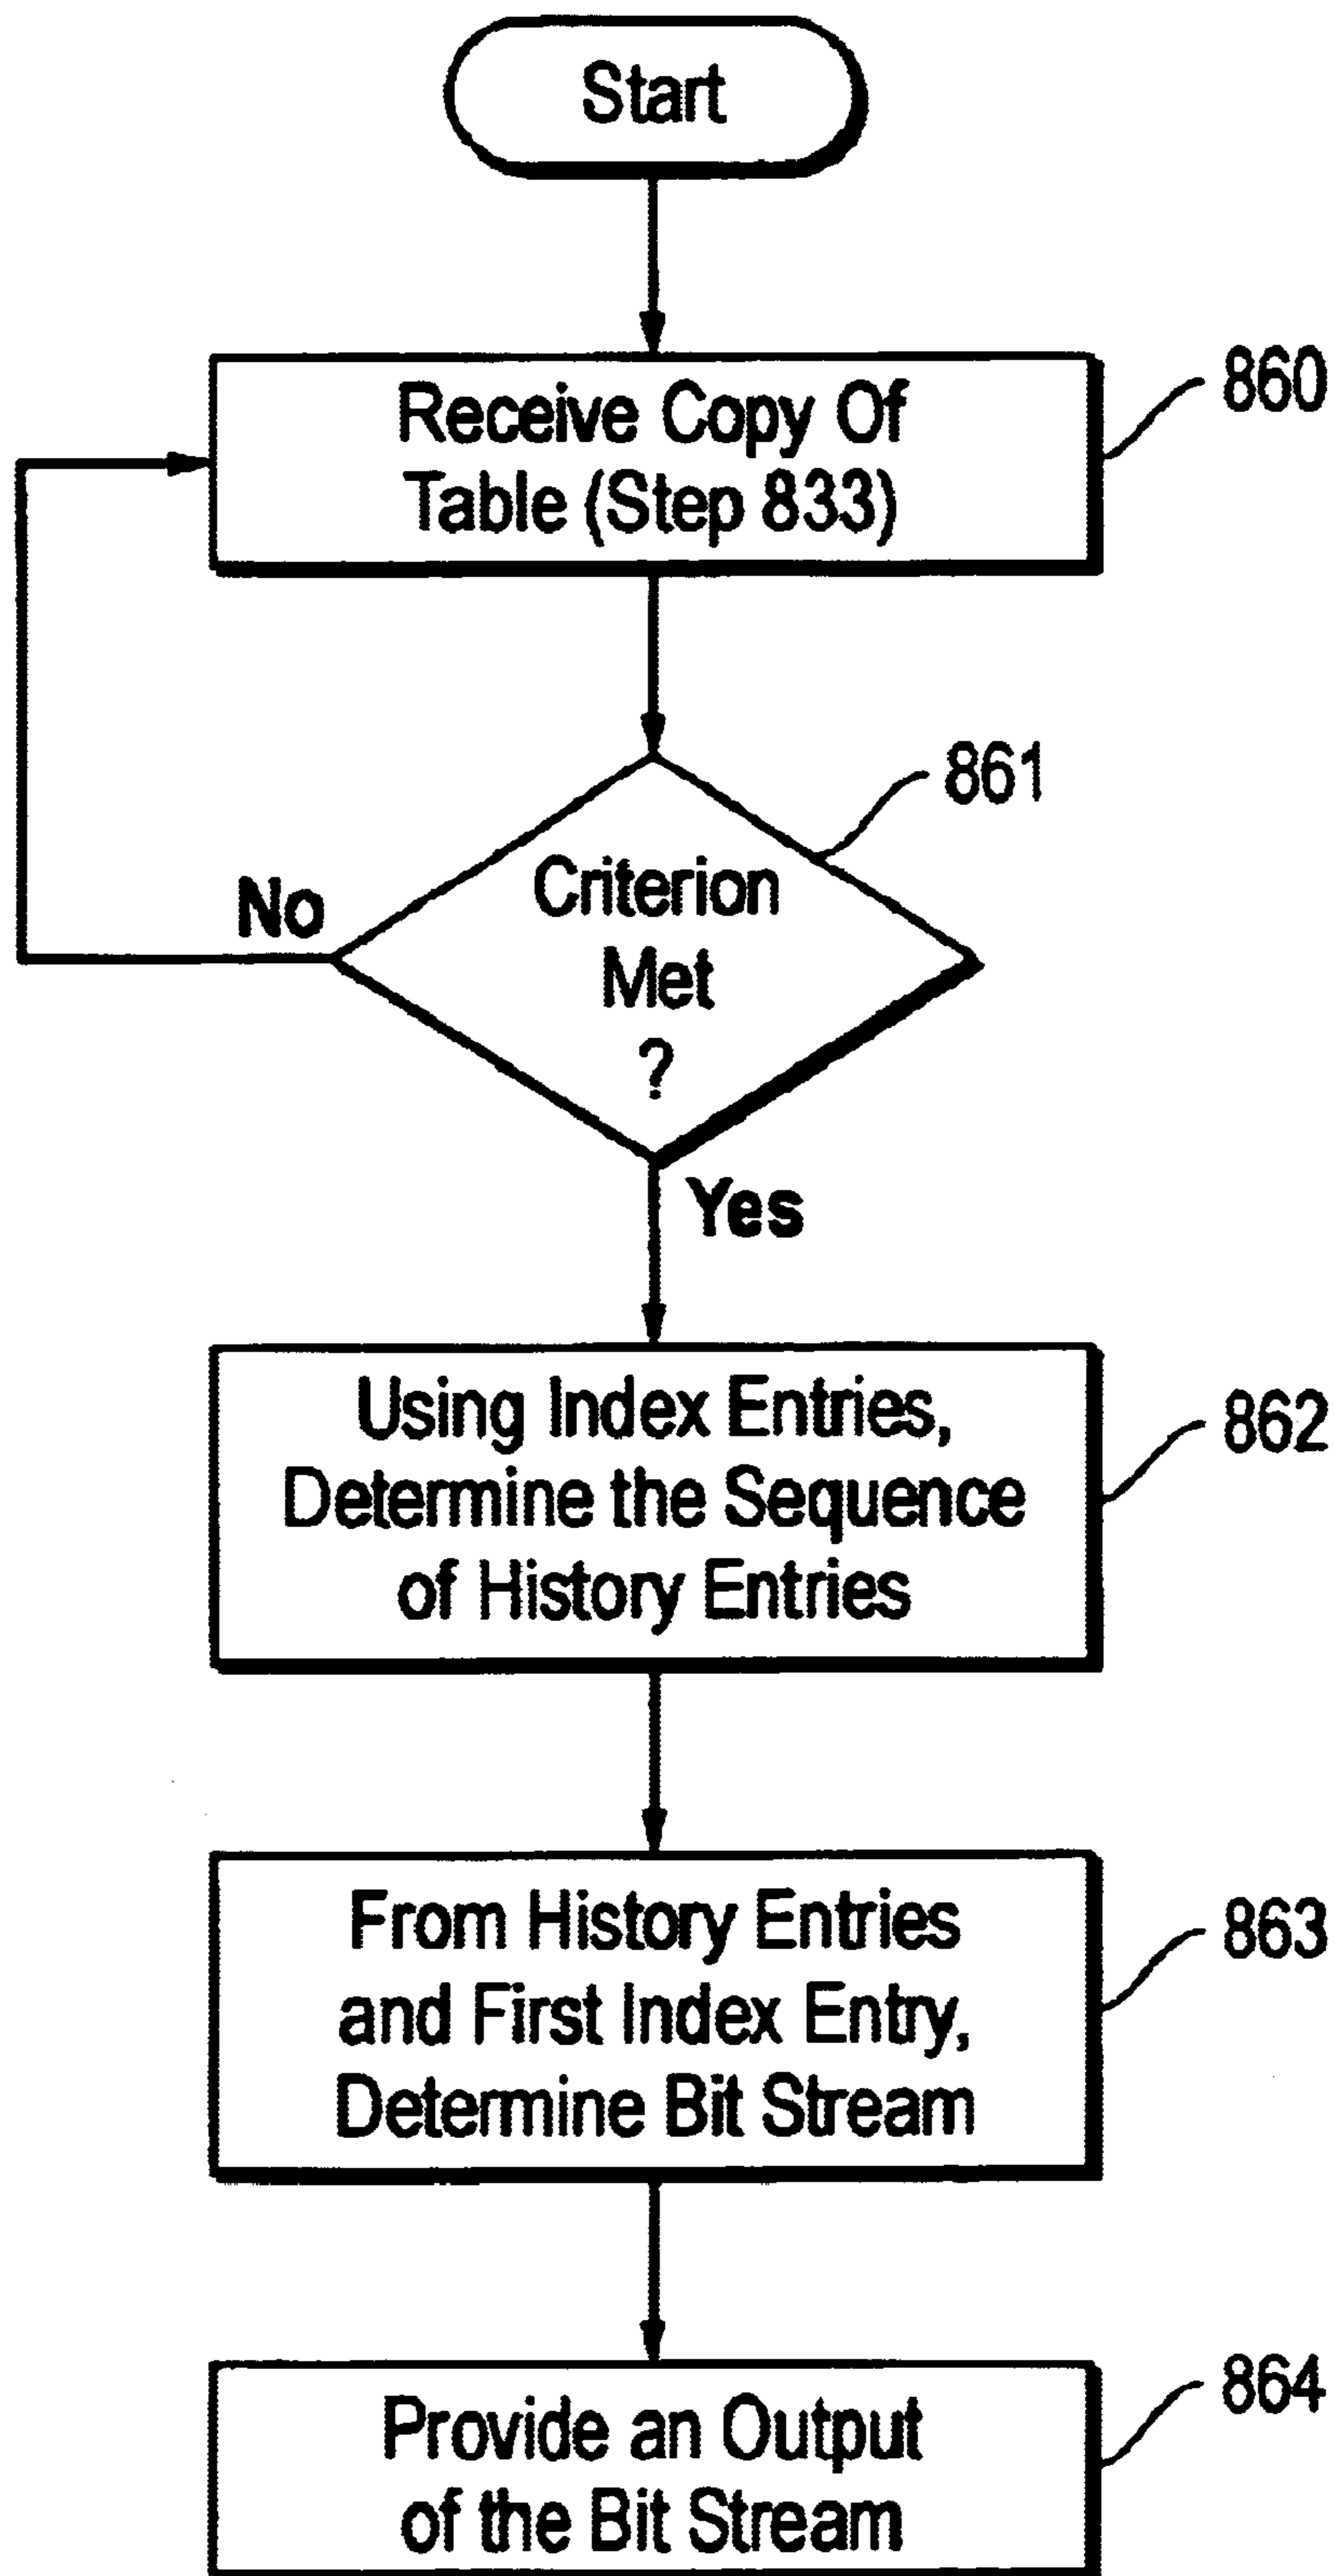 Start
Receive Copy Of
Table (Step 833)
860
861
Criterion
Met
?
No
Yes
Using Index Entries,
Determine the Sequence
of History Entries
862
From History Entries
and First Index Entry,
Determine Bit Stream
863
Provide an Output
of the Bit Stream
864